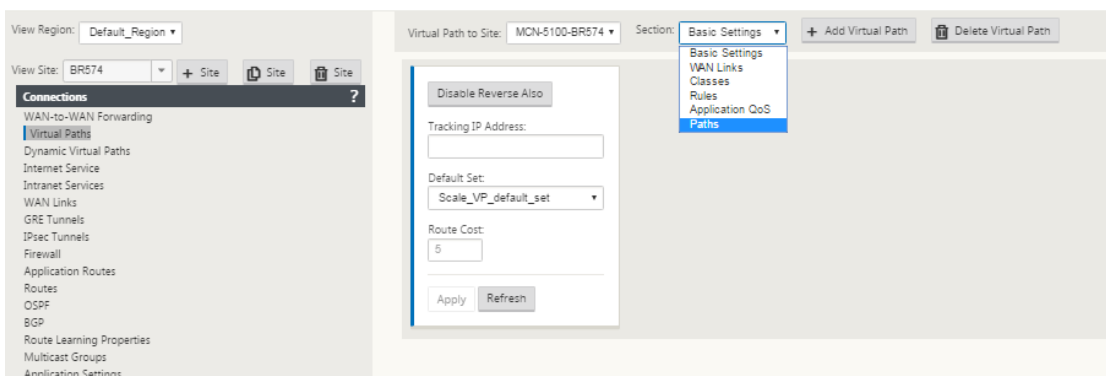 View Region: Default_Region
Virtual Path to Site: MCN-5100-BR574 Section: Basic Settings + Add Virtual Path Delete Virtual Path
Basic Settings
WAN Links
Classes
Rules
Application QoS
Paths
View Site: BR574 + Site Site Site
Connections ?
WAN-to-WAN Forwarding
Virtual Paths
Dynamic Virtual Paths
Internet Service
Intranet Services
WAN Links
GRE Tunnels
IPsec Tunnels
Firewall
Application Routes
Routes
OSPF
BGP
Route Learning Properties
Multicast Groups
Application Settings
Disable Reverse Also
Tracking IP Address:
Default Set:
Scale_VP_default_set
Route Cost:
5
Apply Refresh